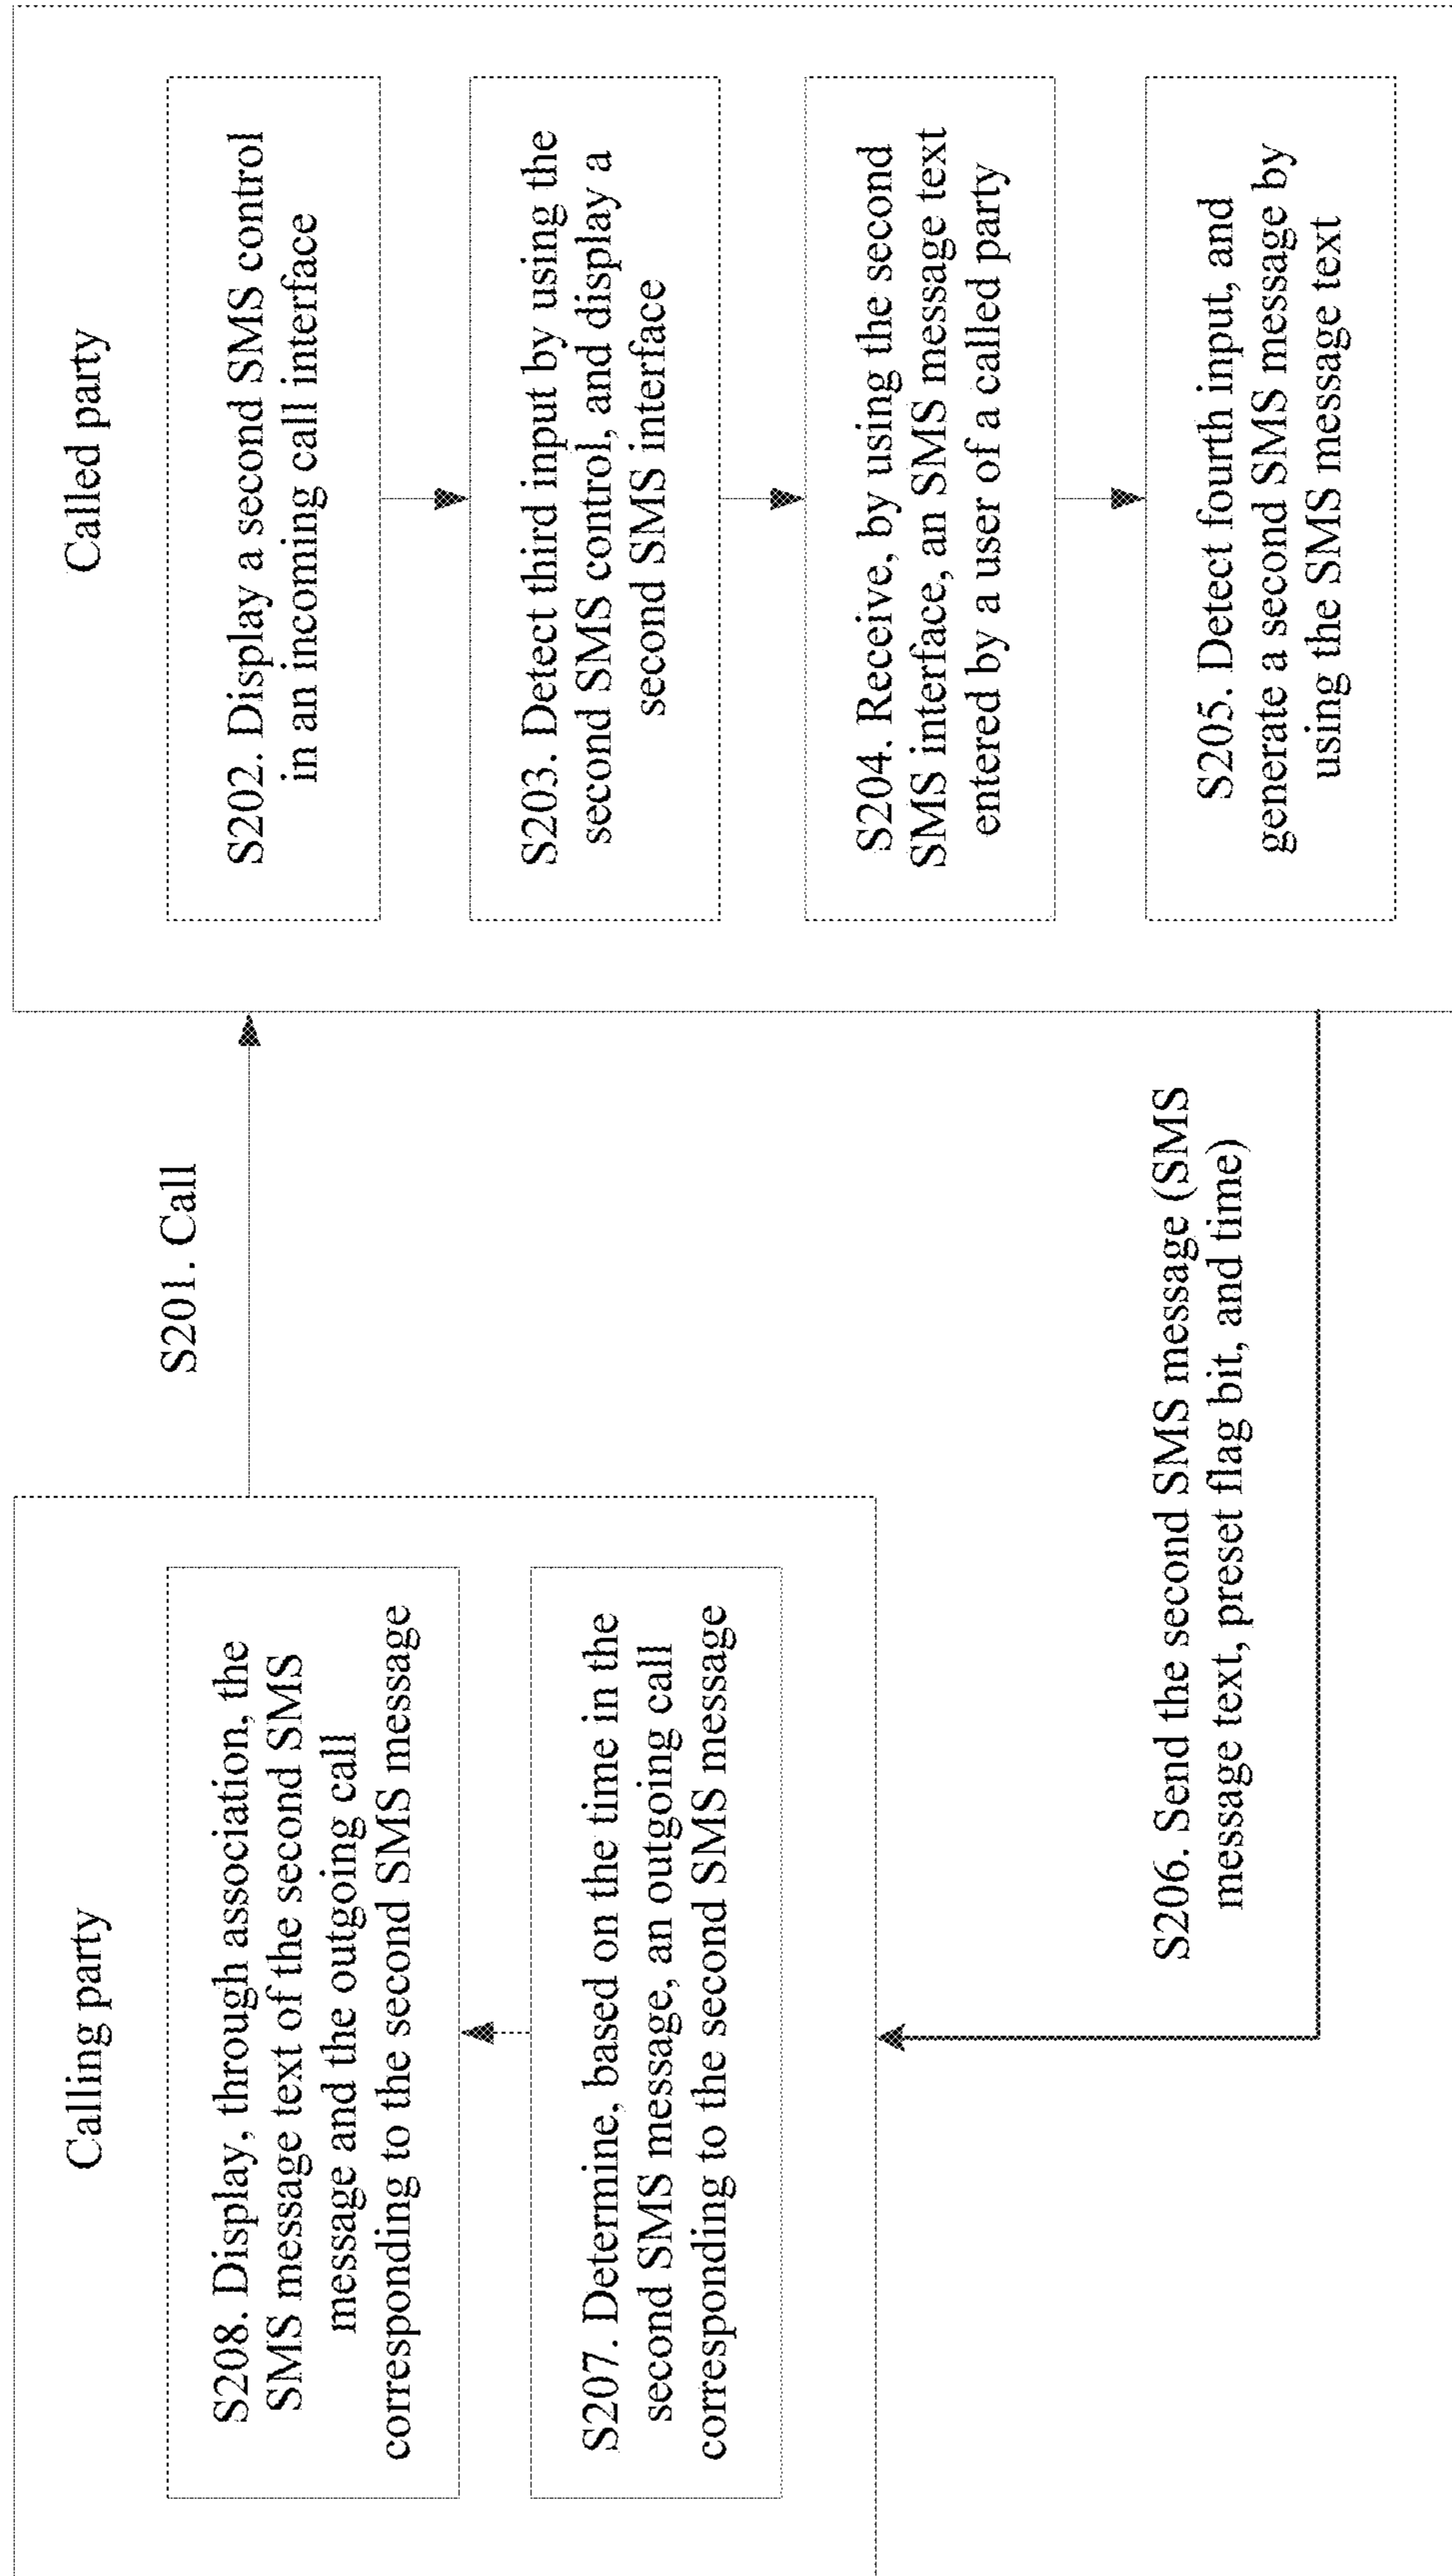 Calling party
S208. Display, through association, the
SMS message text of the second SMS
message and the outgoing call
corresponding to the second SMS message
S207. Determine, based on the time in the
second SMS message, an outgoing call
corresponding to the second SMS message
S201. Call
S206. Send the second SMS message (SMS
message text, preset flag bit, and time)
Called party
S202. Display a second SMS control
in an incoming call interface
S203. Detect third input by using the
second SMS control, and display a
second SMS interface
S204. Receive, by using the second
SMS interface, an SMS message text
entered by a user of a called party
S205. Detect fourth input, and
generate a second SMS message by
using the SMS message text